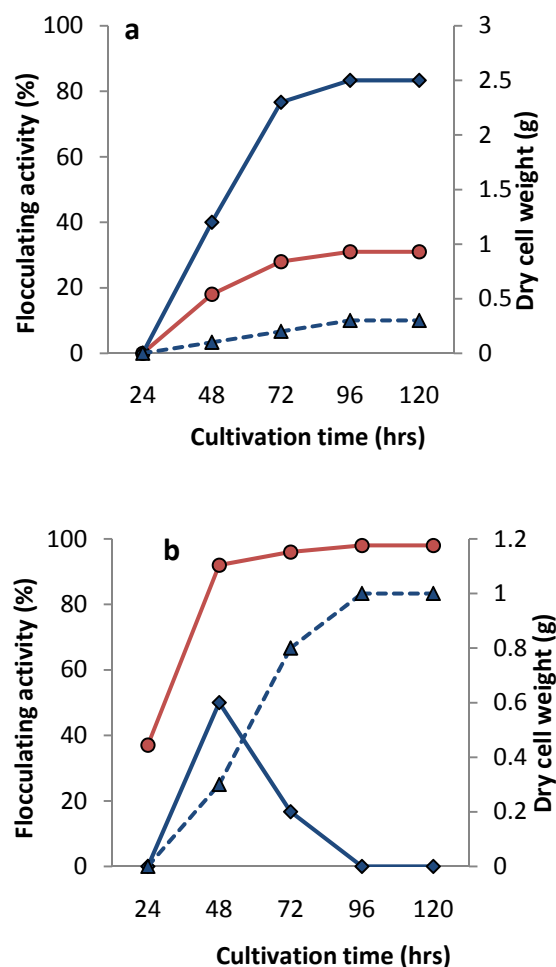 a
Flocculating activity (%)
100
80
60
40
20
0
3
2.5
2
1.5
1
0.5
0
Dry cell weight (g)
24 48 72 96 120
Cultivation time (hrs)
b
Flocculating activity (%)
100
80
60
40
20
0
1.2
1
0.8
0.6
0.4
0.2
0
Dry cell weight (g)
24 48 72 96 120
Cultivation time (hrs)